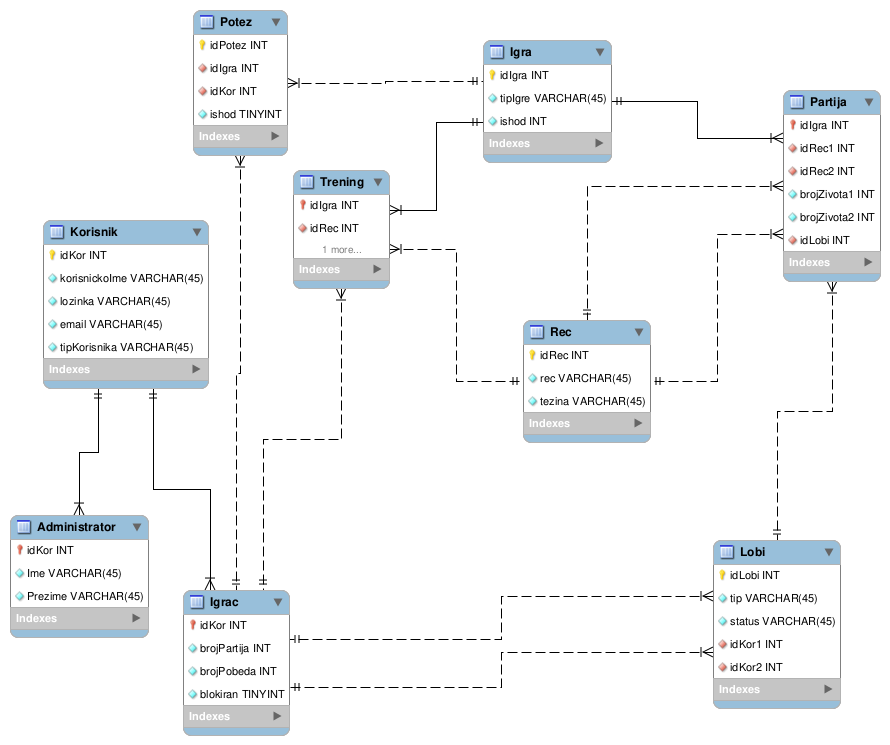 Potez
idPotez INT
idIgra INT
idKor INT
ishod TINYINT
Indexes
Igra
idIgra INT
tipIgre VARCHAR(45)
ishod INT
Indexes
Partija
idIgra INT
idRec1 INT
idRec2 INT
brojZivota1 INT
brojZivota2 INT
idLobi INT
Indexes
Trening
idIgra INT
idRec INT
1 more...
Indexes
Korisnik
idKor INT
korisnickoIme VARCHAR(45)
lozinka VARCHAR(45)
email VARCHAR(45)
tipKorisnika VARCHAR(45)
Indexes
Rec
idRec INT
rec VARCHAR(45)
tezina VARCHAR(45)
Indexes
Administrator
idKor INT
Ime VARCHAR(45)
Prezime VARCHAR(45)
Indexes
Igrac
idKor INT
brojPartija INT
brojPobeda INT
blokiran TINYINT
Indexes
Lobi
idLobi INT
tip VARCHAR(45)
status VARCHAR(45)
idKor1 INT
idKor2 INT
Indexes